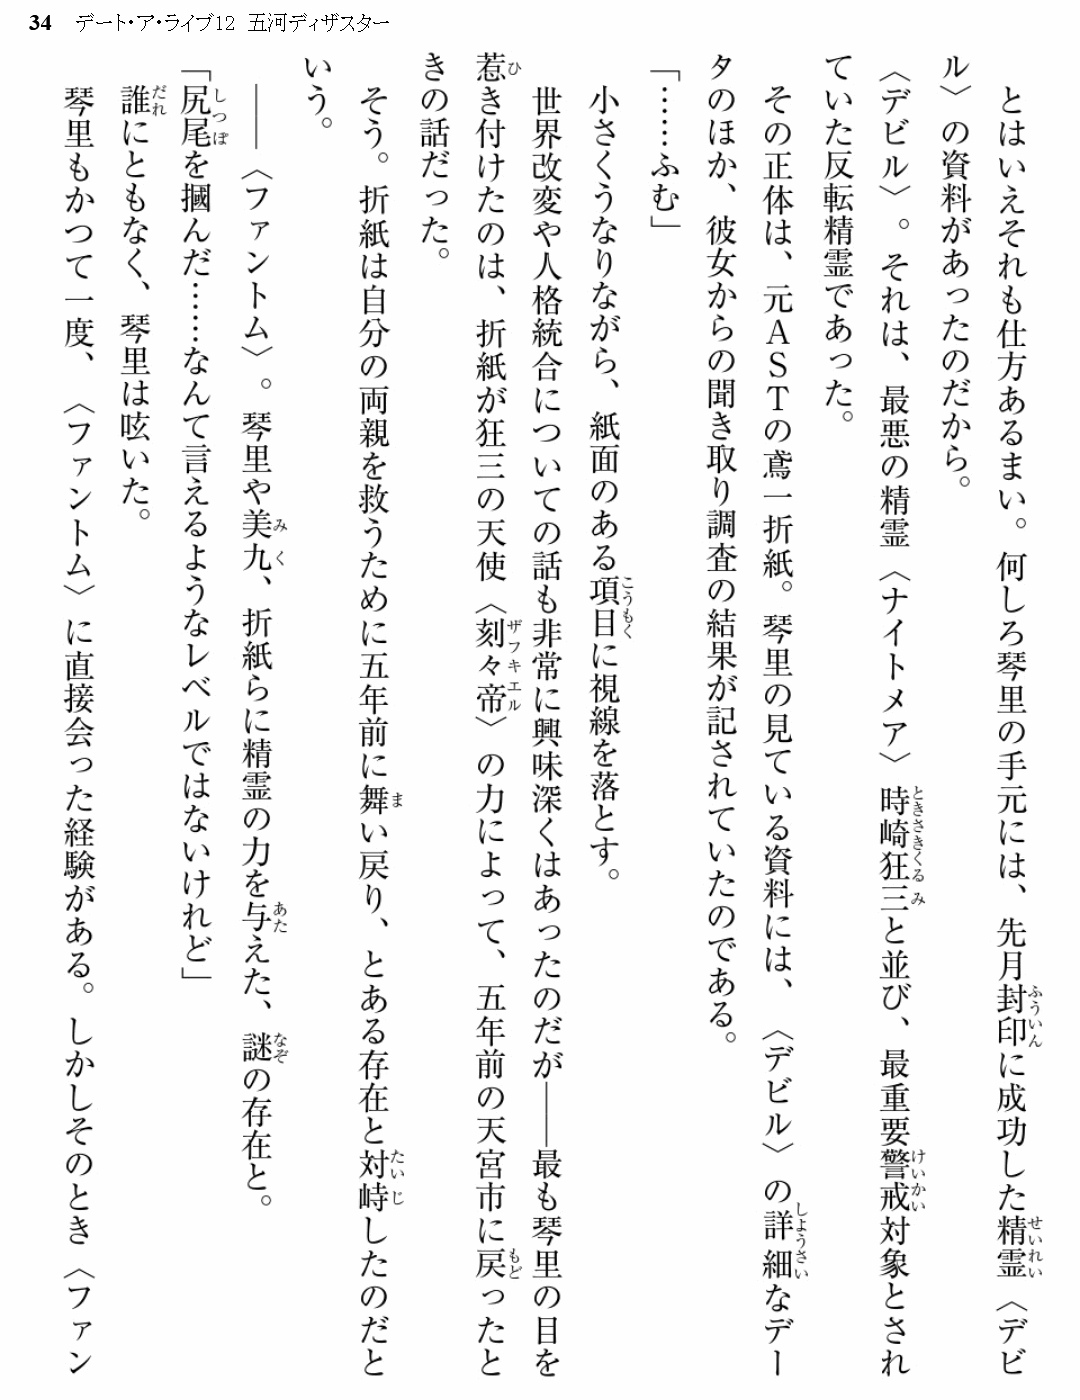 34 デート・ア・ライブ12 五河ディザスター
とはいえそれも仕方あるまい。何しろ琴里の手元には、先月封印に成功した精霊〈デビ
ル〉の資料があったのだから。
〈デビル〉。それは、最悪の精霊〈ナイトメア〉時崎狂三と並び、最重要警戒対象とされ
ていた反転精霊であった。
その正体は、元ASTの鳶一折紙。琴里の見ている資料には、〈デビル〉の詳細なデー
タのほか、彼女からの聞き取り調査の結果が記されていたのである。
「……ふむ」
小さくうなりながら、紙面のある項目に視線を落とす。
世界改変や人格統合についての話も非常に興味深くはあったのだが――最も琴里の目を
惹き付けたのは、折紙が狂三の天使〈刻々帝〉の力によって、五年前の天宮市に戻ったと
きの話だった。
そう。折紙は自分の両親を救うために五年前に舞い戻り、とある存在と対峙したのだと
いう。
――〈ファントム〉。琴里や美九、折紙らに精霊の力を与えた、謎の存在と。
「尻尾を摑んだ……なんて言えるようなレベルではないけれど」
誰にともなく、琴里は呟いた。
琴里もかつて一度、〈ファントム〉に直接会った経験がある。しかしそのとき〈ファン